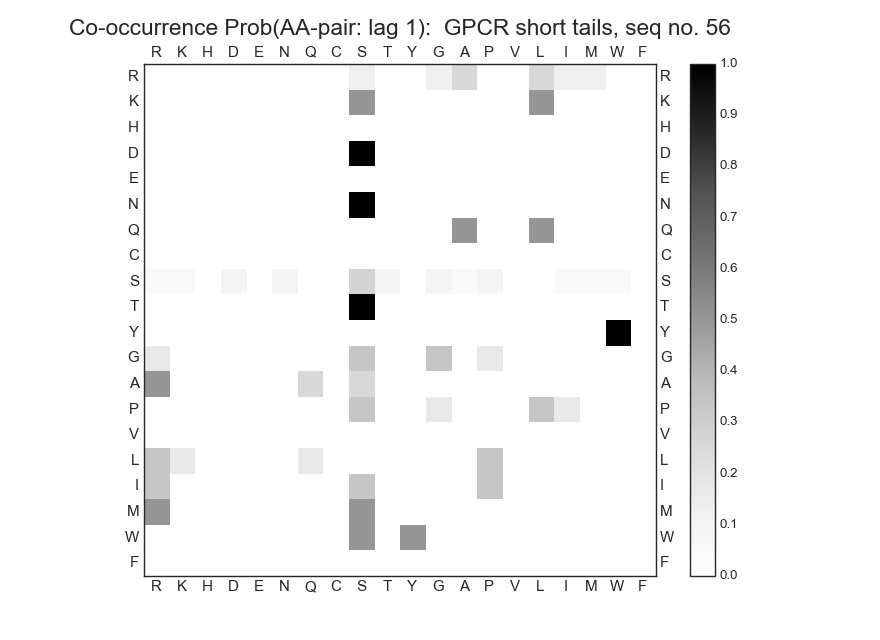 Co-occurrence Prob(AA-pair: lag 1):  GPCR short tails, seq no. 56
R K H D E N Q C S T Y G A P V L I M W F
R R
K K
H H
D D
E E
N N
Q Q
C C
S S
T T
Y Y
G G
A A
P P
V V
L L
I I
M M
W W
F F
R K H D E N Q C S T Y G A P V L I M W F
1.0
0.9
0.8
0.7
0.6
0.5
0.4
0.3
0.2
0.1
0.0